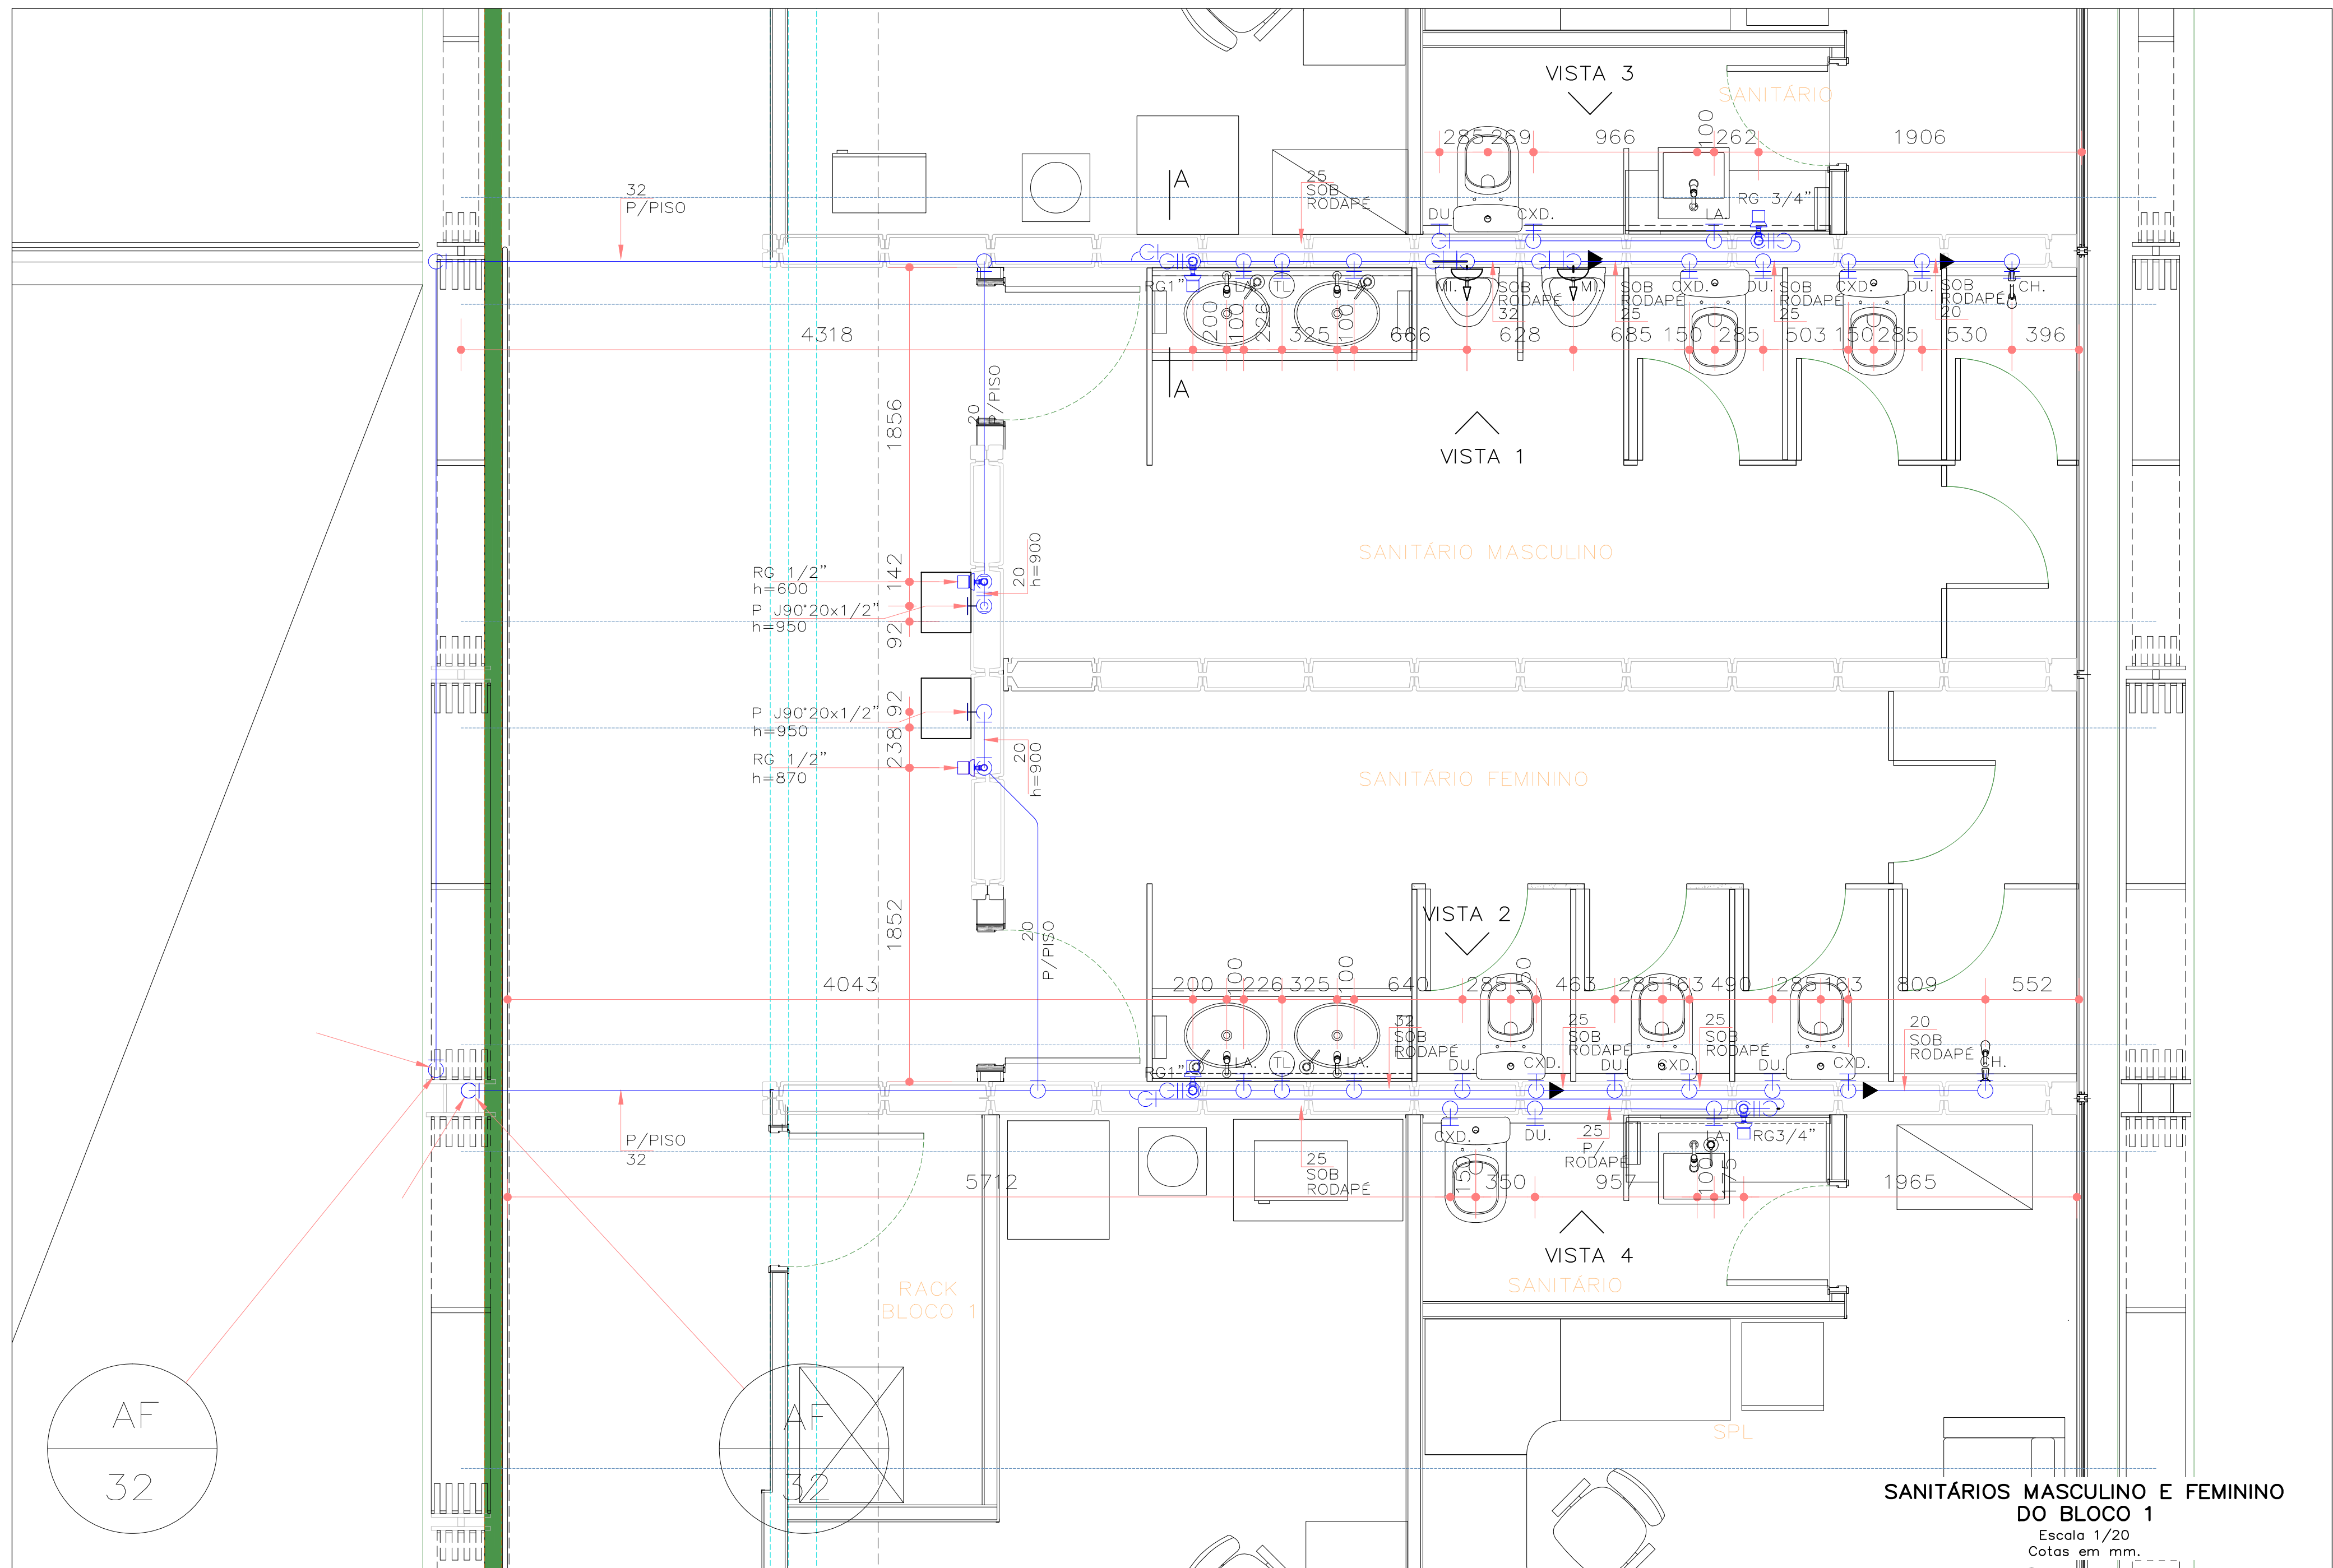 VISTA 3
SANITÁRIO
285
269
966
100
262
1906
32
P/PISO
A
25
SOB
RODAPÉ
DU.
CXD.
LA.
RG 3/4"
RG1"
LA.
TL.
LA.
MI.
SOB
RODAPÉ
32
MI.
SOB
RODAPÉ
25
CXD.
DU.
SOB
RODAPÉ
25
CXD.
DU.
SOB
RODAPÉ
20
CH.
4318
200
100
226
325
100
666
628
685
150
285
503
150
285
530
396
A
1856
20
P/PISO
VISTA 1
SANITÁRIO MASCULINO
RG 1/2"
h=600
142
20
h=900
P J90°20x1/2"
h=950
92
P J90°20x1/2"
h=950
92
RG 1/2"
h=870
238
20
h=900
SANITÁRIO FEMININO
1852
20
P/PISO
VISTA 2
4043
200
100
226
325
100
640
285
150
463
285
163
490
285
163
809
552
32
SOB
RODAPÉ
25
SOB
RODAPÉ
25
SOB
RODAPÉ
20
SOB
RODAPÉ
RG1"
LA.
TL.
LA.
DU.
CXD.
DU.
CXD.
DU.
CXD.
CH.
P/PISO
32
25
SOB
RODAPÉ
CXD.
DU.
25
P/
RODAPÉ
LA.
RG3/4"
5712
150
350
957
100
175
1965
VISTA 4
SANITÁRIO
RACK
BLOCO 1
AF
32
AF
32
SPL
SANITÁRIOS MASCULINO E FEMININO
DO BLOCO 1
Escala 1/20
Cotas em mm.